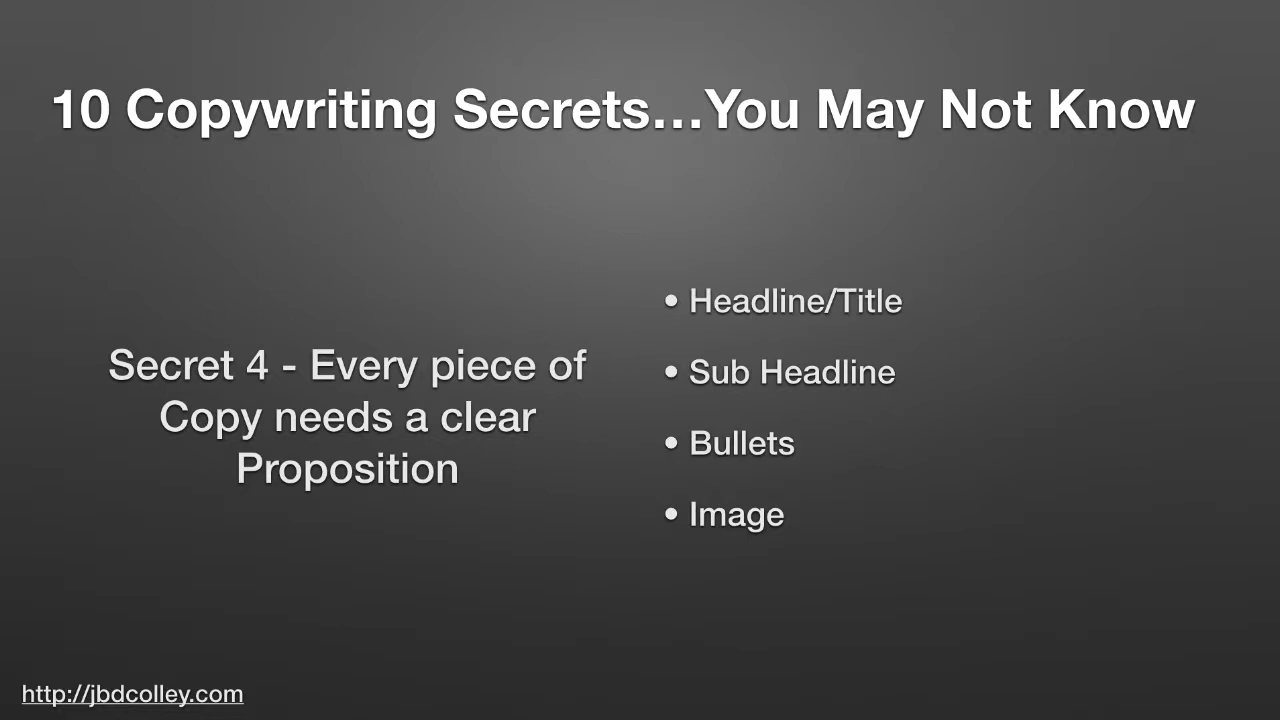 10 Copywriting Secrets…You May Not Know
Secret 4 - Every piece of
Copy needs a clear
Proposition
• Headline/Title
• Sub Headline
• Bullets
• Image
http://jbdcolley.com